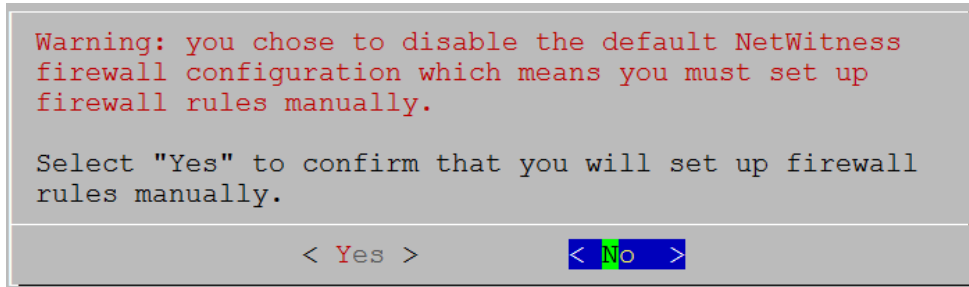 Warning: you chose to disable the default NetWitness
firewall configuration which means you must set up
firewall rules manually.
Select "Yes" to confirm that you will set up firewall
rules manually.
< Yes > < No >